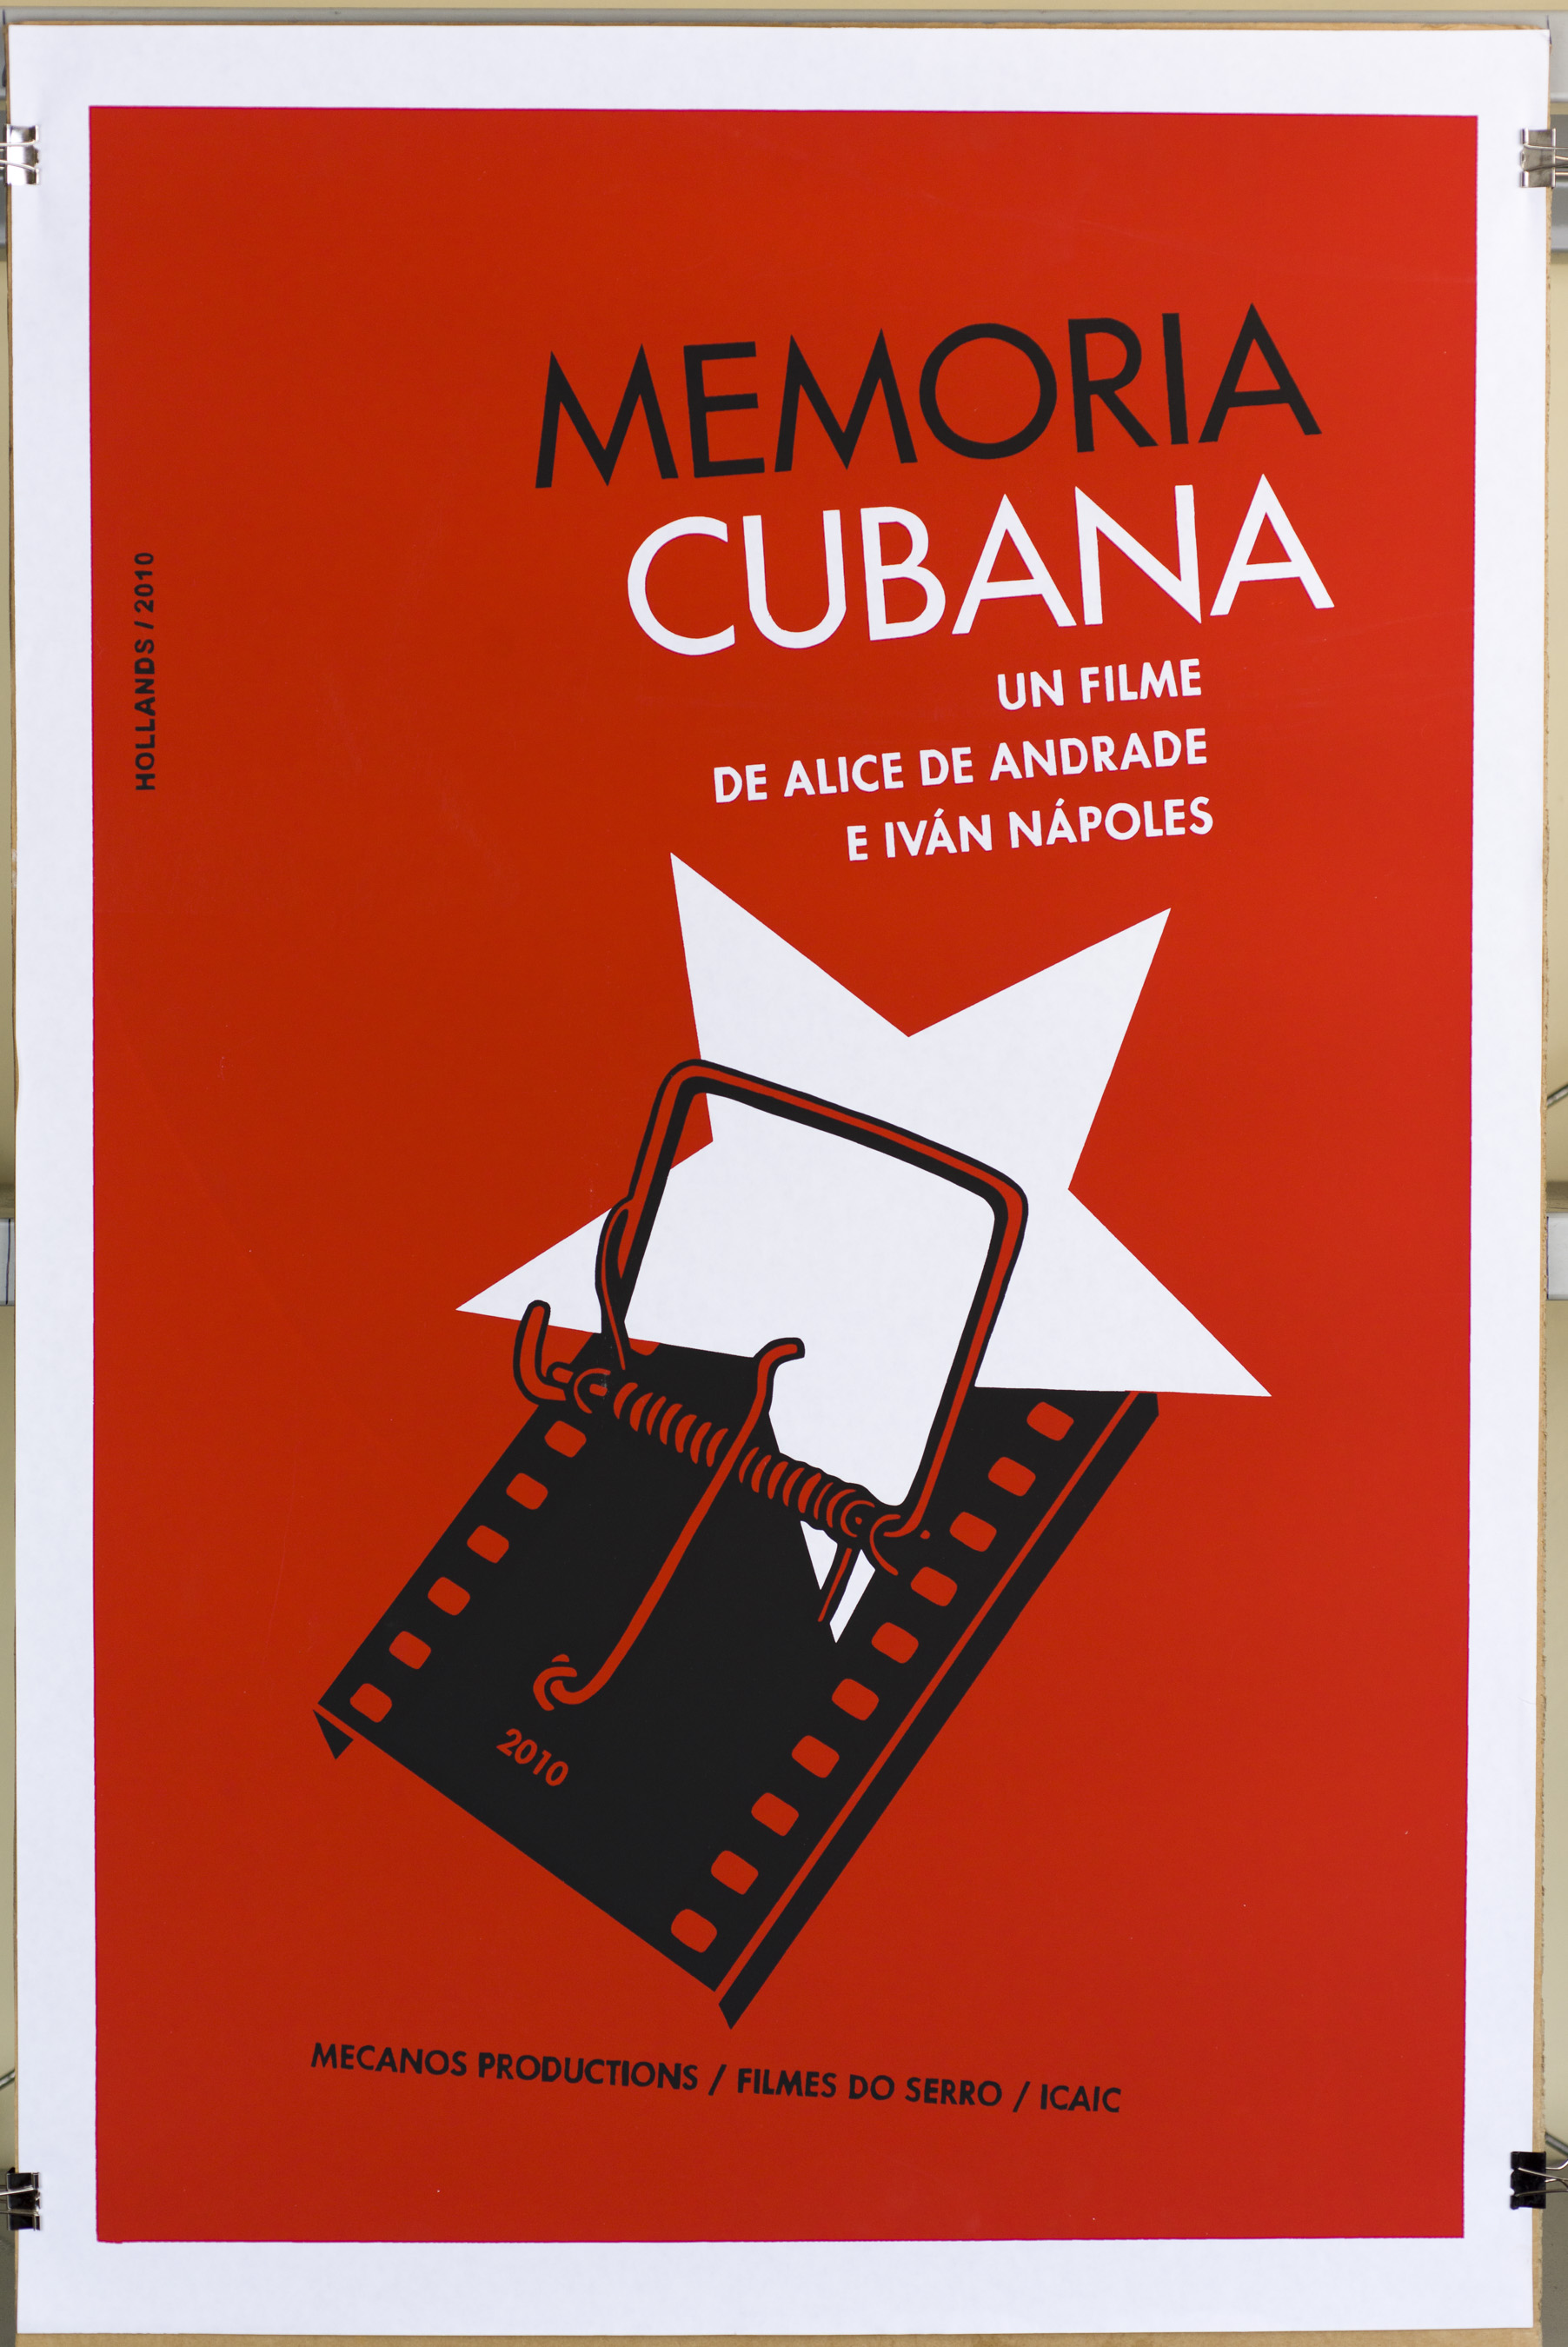 MEMORIA
CUBANA
UN FILME
DE ALICE DE ANDRADE
E IVÁN NÁPOLES
HOLLANDS / 2010
2010
MECANOS PRODUCTIONS / FILMES DO SERRO / ICAIC